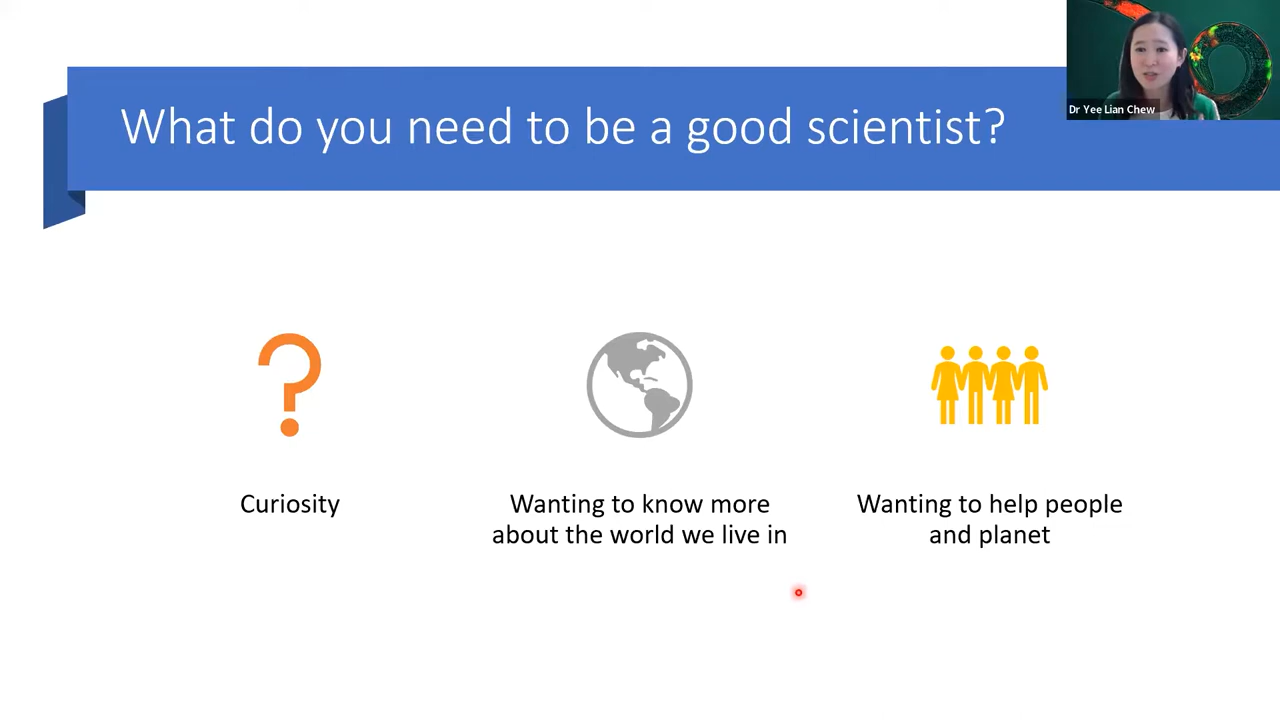 What do you need to be a good scientist?
Dr Yee Lian Chew
Curiosity
Wanting to know more
about the world we live in
Wanting to help people
and planet